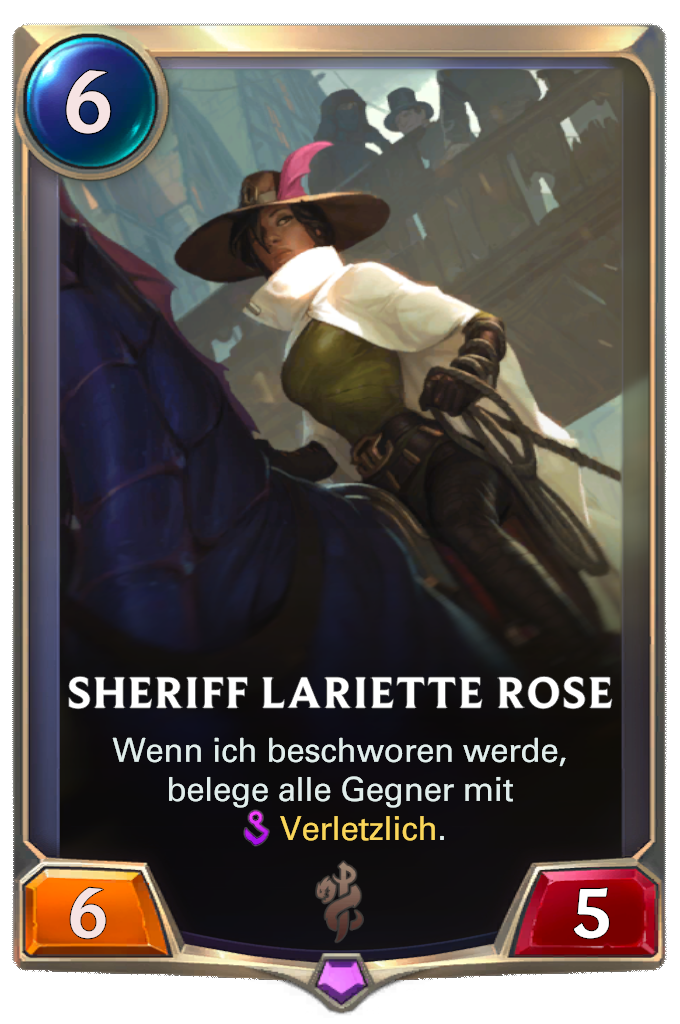 6
SHERIFF LARIETTE ROSE
Wenn ich beschworen werde,
belege alle Gegner mit
Verletzlich.
6
5